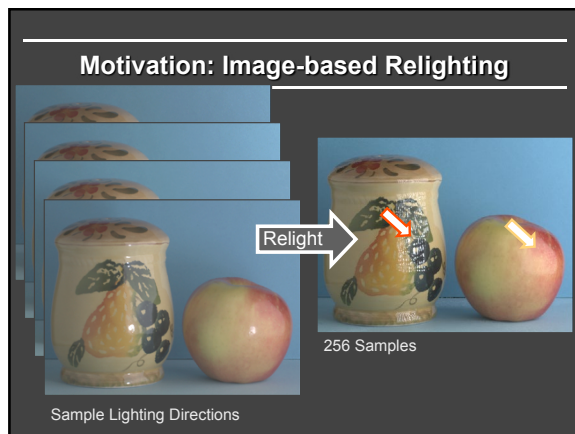 Motivation: Image-based Relighting
Relight
256 Samples
Sample Lighting Directions